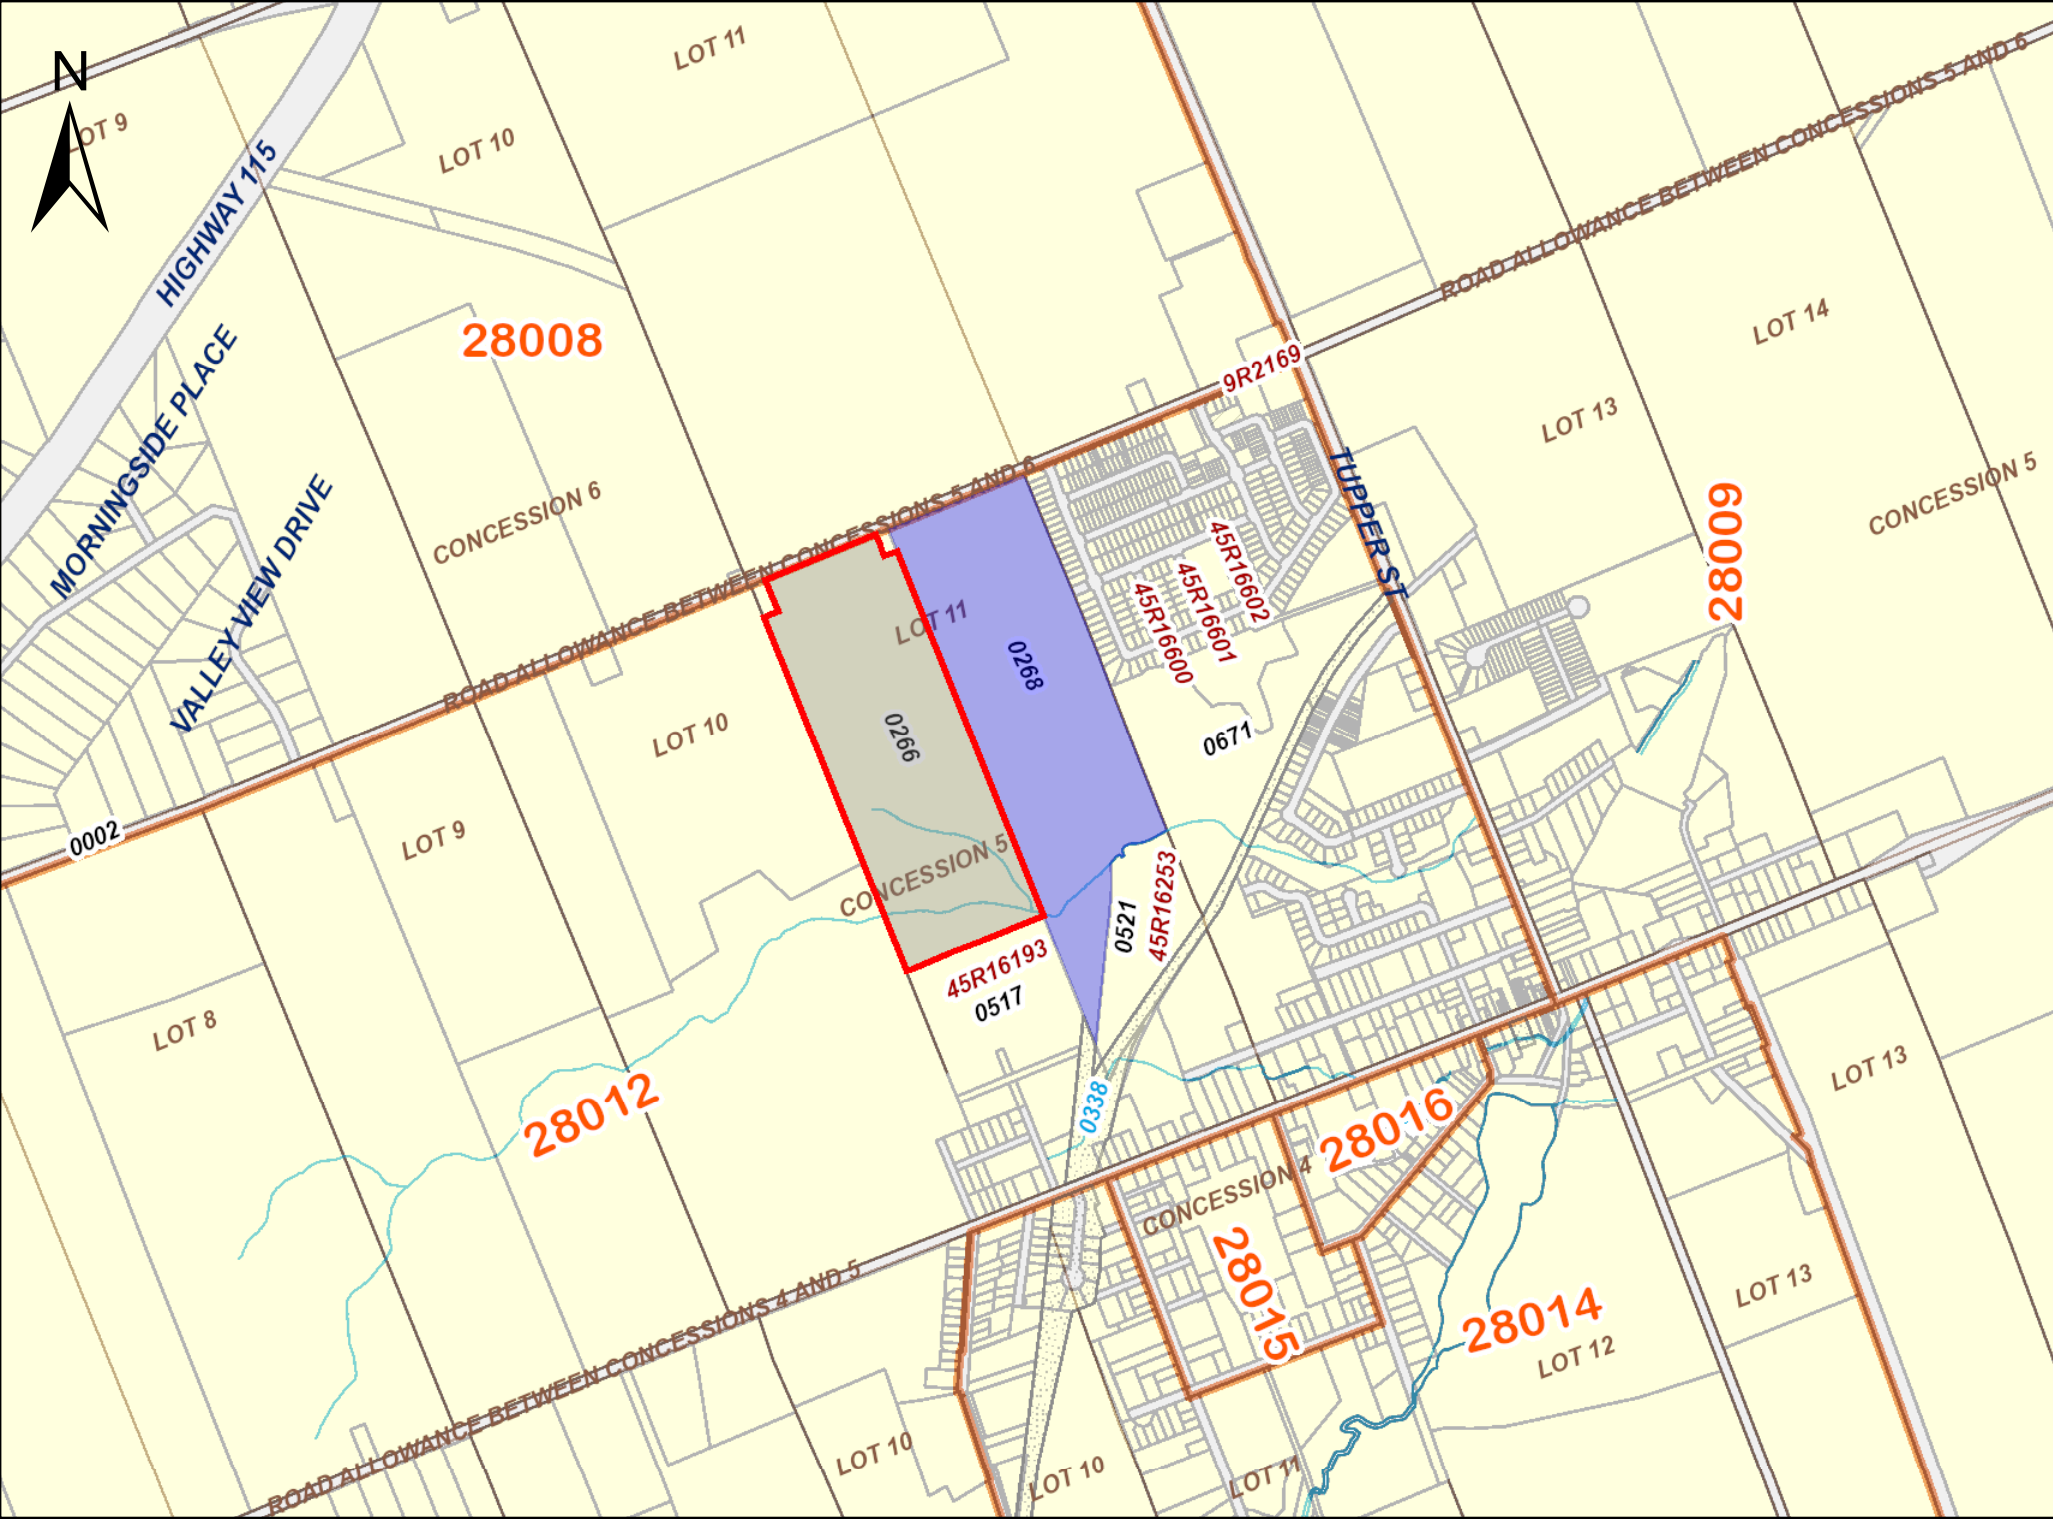 N
LOT 11
LOT 9
LOT 10
HIGHWAY 115
ROAD ALLOWANCE BETWEEN CONCESSIONS 5 AND 6
28008
LOT 14
MORNINGSIDE PLACE
9R2169
LOT 13
VALLEY VIEW DRIVE
CONCESSION 6
TUPPER ST
28009
CONCESSION 5
ROAD ALLOWANCE BETWEEN CONCESSIONS 5 AND 6
45R16602
45R16601
45R16600
LOT 11
0268
LOT 10
0266
0671
0002
LOT 9
CONCESSION 5
0521
45R16253
45R16193
0517
LOT 8
28012
0338
28016
LOT 13
CONCESSION 4
28015
28014
LOT 13
LOT 12
ROAD ALLOWANCE BETWEEN CONCESSIONS 4 AND 5
LOT 10
LOT 10
LOT 11